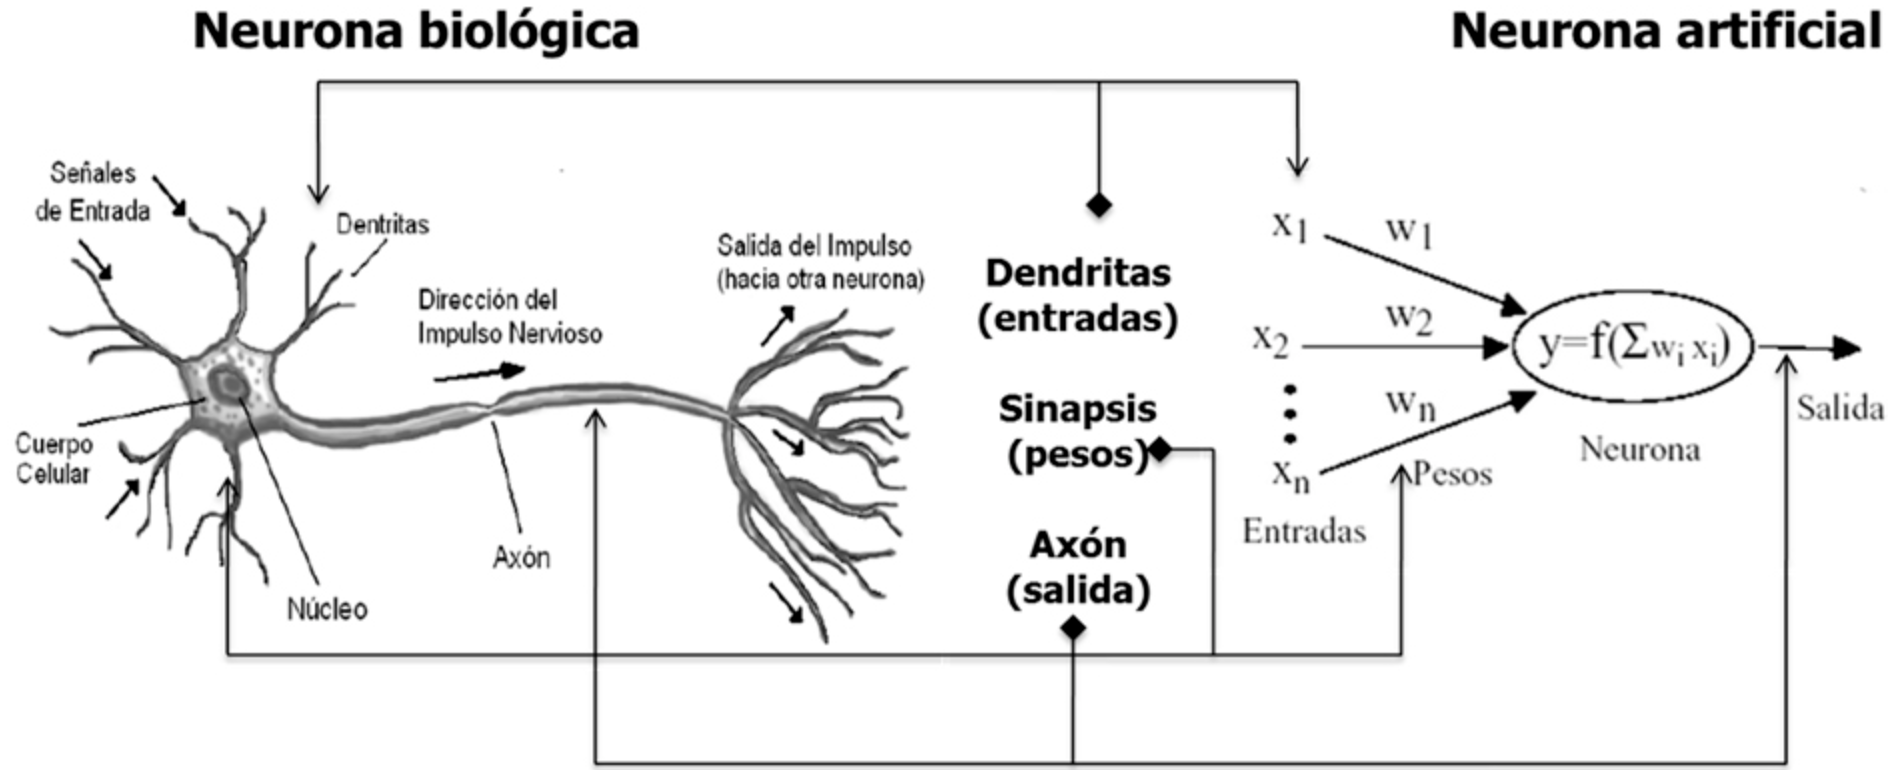 Neurona biológica
Neurona artificial
Señales
de Entrada
Dentritas
Dirección del
Impulso Nervioso
Salida del Impulso
(hacia otra neurona)
Cuerpo
Celular
Núcleo
Axón
Dendritas
(entradas)
Sinapsis
(pesos)
Axón
(salida)
x1
w1
x2
w2
xn
wn
Entradas
Pesos
y=f(∑wi xi)
Neurona
Salida